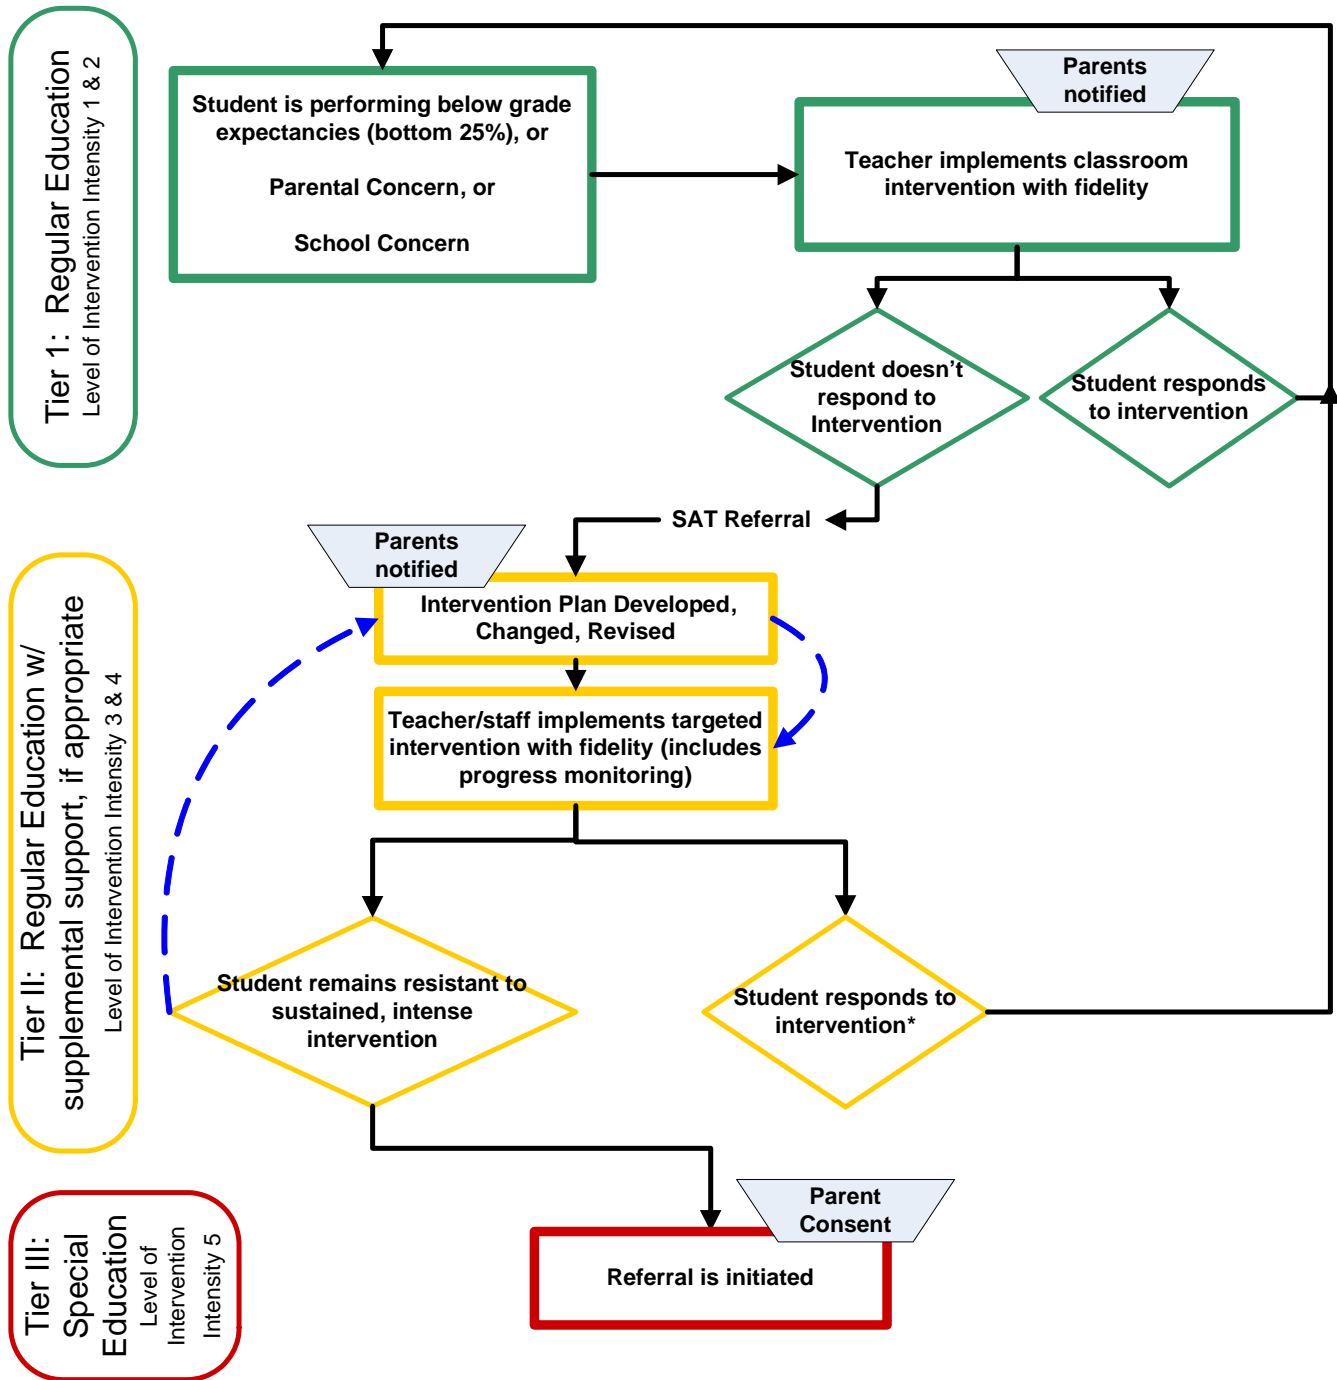 Tier 1:  Regular Education
Level of Intervention Intensity 1 & 2
Student is performing below grade
expectancies (bottom 25%), or
Parental Concern, or
School Concern
Parents
notified
Teacher implements classroom
intervention with fidelity
Student doesn't
respond to
Intervention
Student responds
to intervention
SAT Referral
Tier II:  Regular Education w/
supplemental support, if appropriate
Level of Intervention Intensity 3 & 4
Parents
notified
Intervention Plan Developed,
Changed, Revised
Teacher/staff implements targeted
intervention with fidelity (includes
progress monitoring)
Student remains resistant to
sustained, intense
intervention
Student responds to
intervention*
Tier III:
Special
Education
Level of
Intervention
Intensity 5
Parent
Consent
Referral is initiated